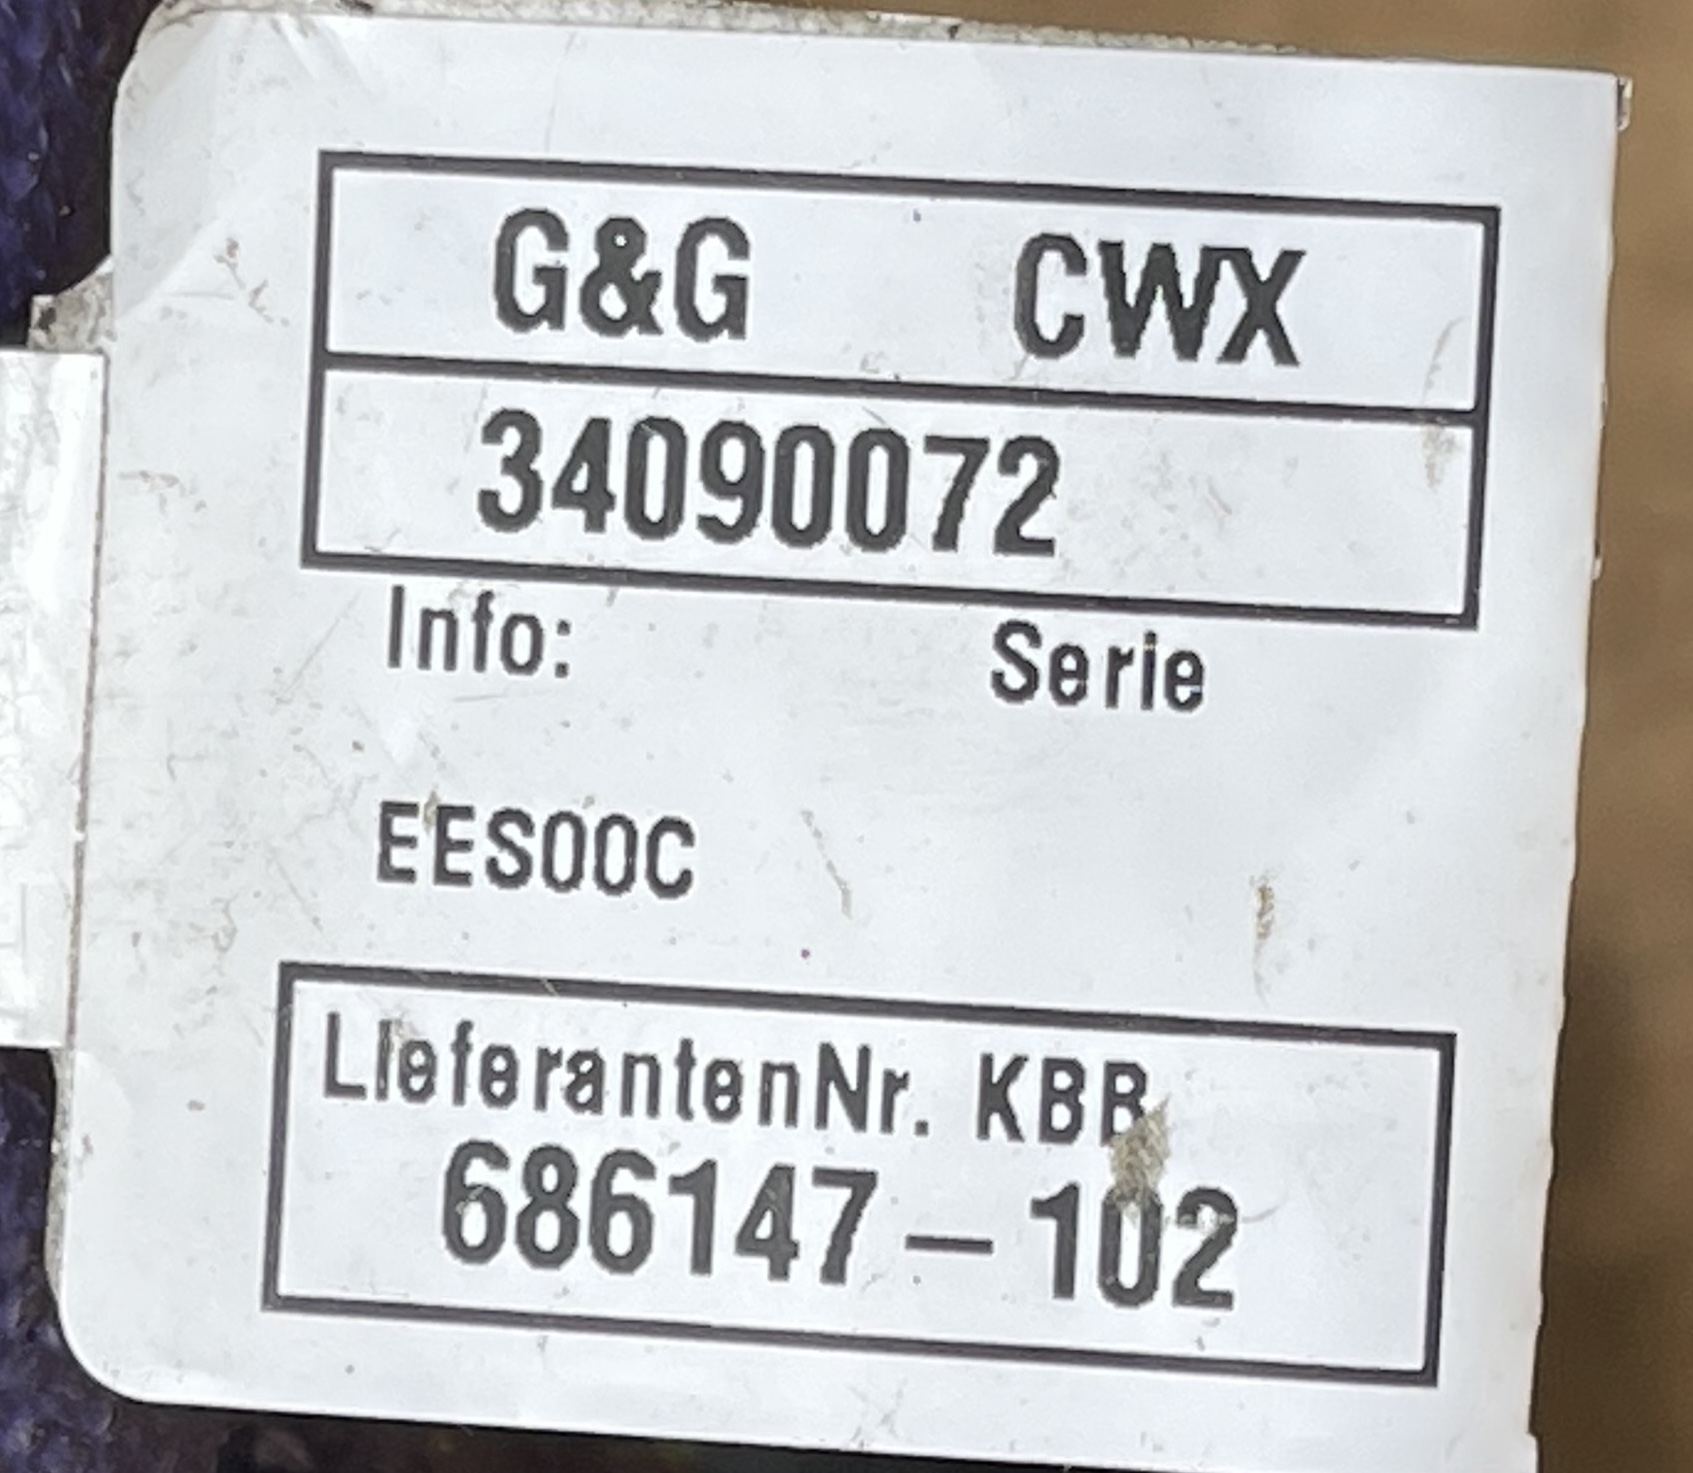 G&G CWX
34090072
Info: Serie
EES00C
LieferantenNr. KBB
686147-102